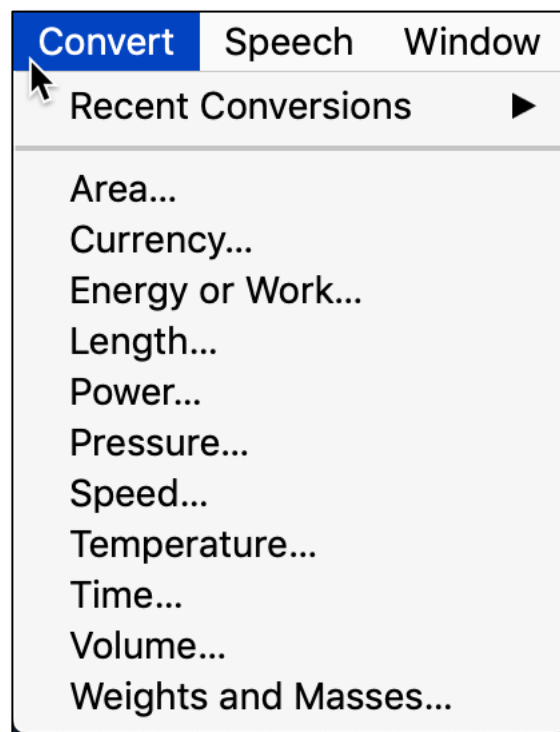 Convert Speech Window
Recent Conversions
Area...
Currency...
Energy or Work...
Length...
Power...
Pressure...
Speed...
Temperature...
Time...
Volume...
Weights and Masses...